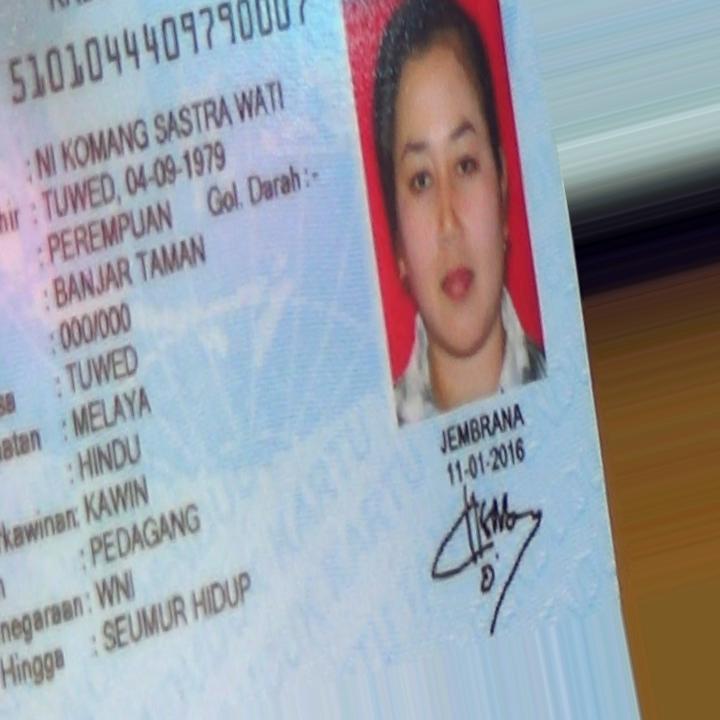 5101044409790007
: NI KOMANG SASTRA WATI
hir : TUWED, 04-09-1979
: PEREMPUAN Gol. Darah : -
: BANJAR TAMAN
: 000/000
sa : TUWED
atan : MELAYA
: HINDU
rkawinan: KAWIN
: PEDAGANG
negaraan: WNI
Hingga : SEUMUR HIDUP
JEMBRANA
11-01-2016